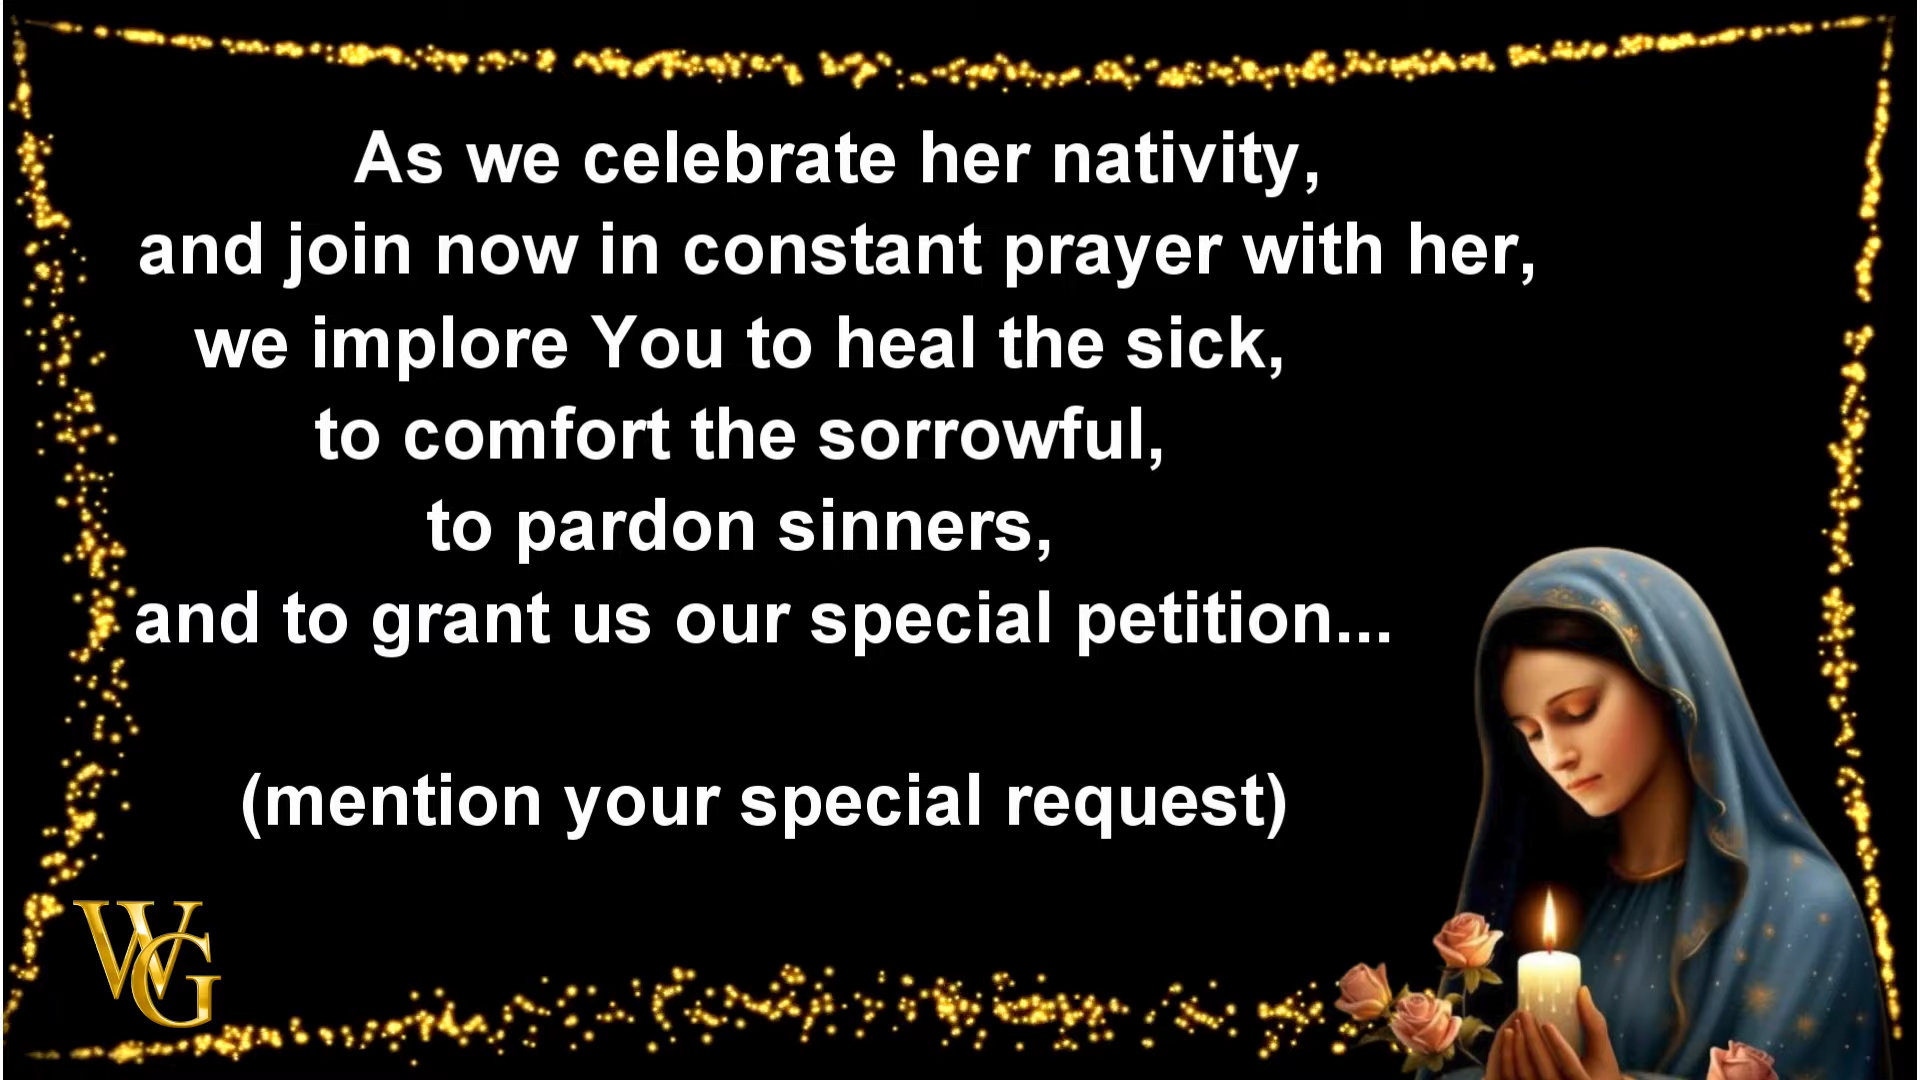 As we celebrate her nativity,
and join now in constant prayer with her,
we implore You to heal the sick,
to comfort the sorrowful,
to pardon sinners,
and to grant us our special petition...
(mention your special request)
WG